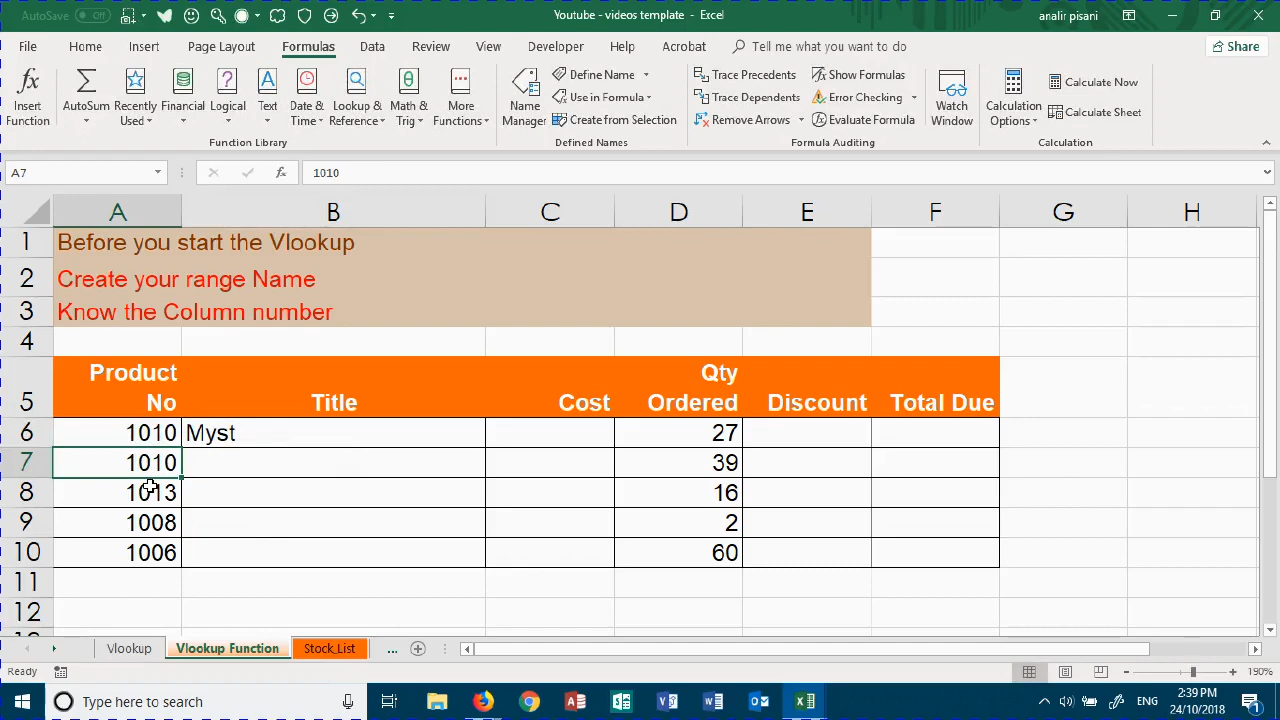 AutoSave Off Youtube - videos template - Excel analir pisani
File Home Insert Page Layout Formulas Data Review View Developer Help Acrobat Tell me what you want to do Share
Insert Function
AutoSum
Recently Used
Financial
Logical
Text
Date & Time
Lookup & Reference
Math & Trig
More Functions
Function Library
Name Manager
Define Name
Use in Formula
Create from Selection
Defined Names
Trace Precedents
Trace Dependents
Remove Arrows
Show Formulas
Error Checking
Evaluate Formula
Formula Auditing
Watch Window
Calculation Options
Calculate Now
Calculate Sheet
Calculation
A7 fx 1010
A B C D E F G H
1 Before you start the Vlookup
2 Create your range Name
3 Know the Column number
4
5 Product No Title Cost Qty Ordered Discount Total Due
6 1010 Myst 27
7 1010 39
8 1013 16
9 1008 2
10 1006 60
11
12
Vlookup Vlookup Function Stock_List ...
Ready 190%
Type here to search ENG 2:39 PM
24/10/2018